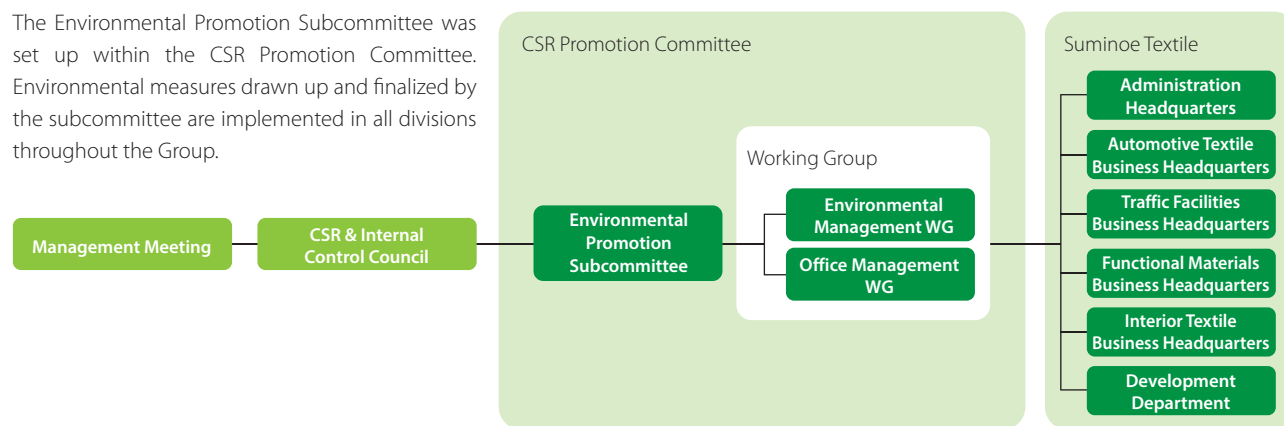 The Environmental Promotion Subcommittee was
set up within the CSR Promotion Committee.
Environmental measures drawn up and finalized by
the subcommittee are implemented in all divisions
throughout the Group.
Management Meeting
CSR & Internal
Control Council
CSR Promotion Committee
Environmental
Promotion
Subcommittee
Working Group
Environmental
Management WG
Office Management
WG
Suminoe Textile
Administration
Headquarters
Automotive Textile
Business Headquarters
Traffic Facilities
Business Headquarters
Functional Materials
Business Headquarters
Interior Textile
Business Headquarters
Development
Department